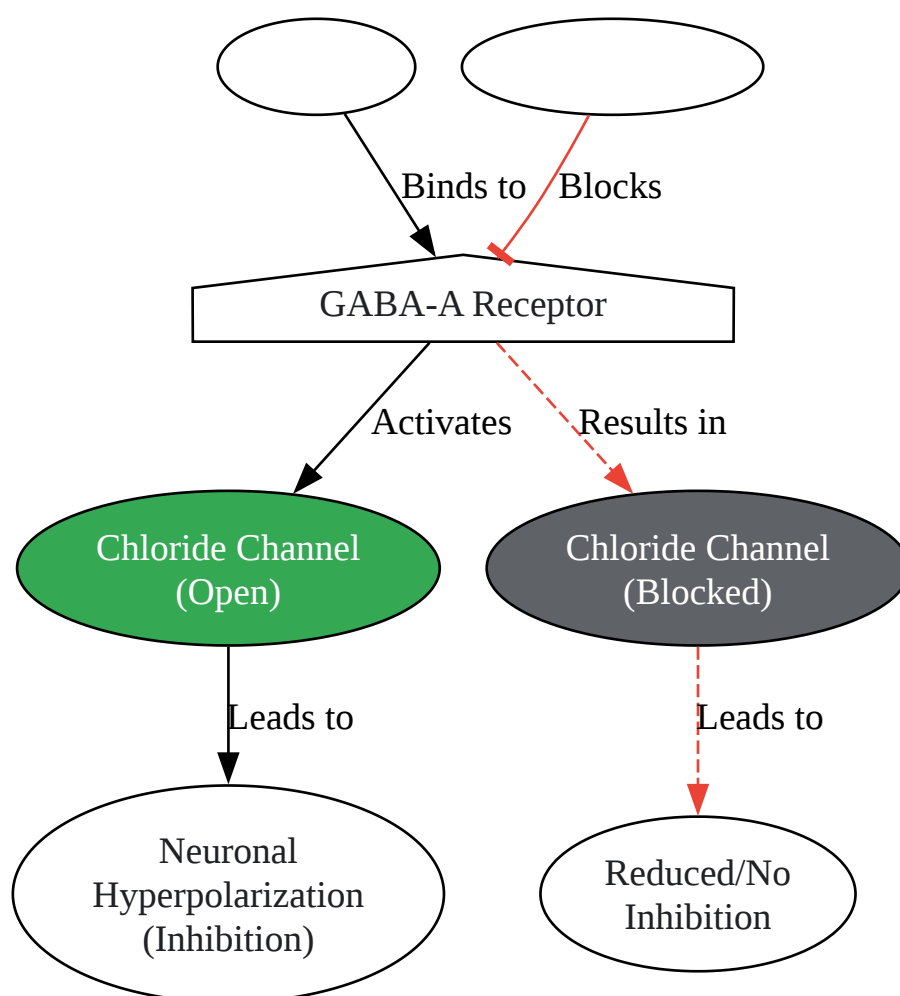 Binds to
Blocks
GABA-A Receptor
Activates
Results in
Chloride Channel
(Open)
Chloride Channel
(Blocked)
Leads to
Leads to
Neuronal
Hyperpolarization
(Inhibition)
Reduced/No
Inhibition